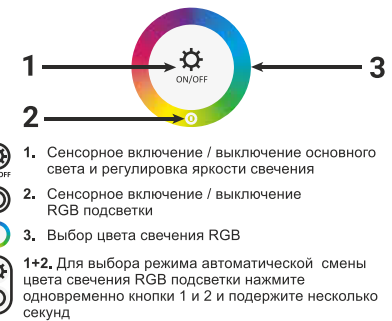 1
3
ON/OFF
2
1. Сенсорное включение / выключение основного
света и регулировка яркости свечения
2. Сенсорное включение / выключение
RGB подсветки
3. Выбор цвета свечения RGB
1+2. Для выбора режима автоматической смены
цвета свечения RGB подсветки нажмите
одновременно кнопки 1 и 2 и подержите несколько
секунд